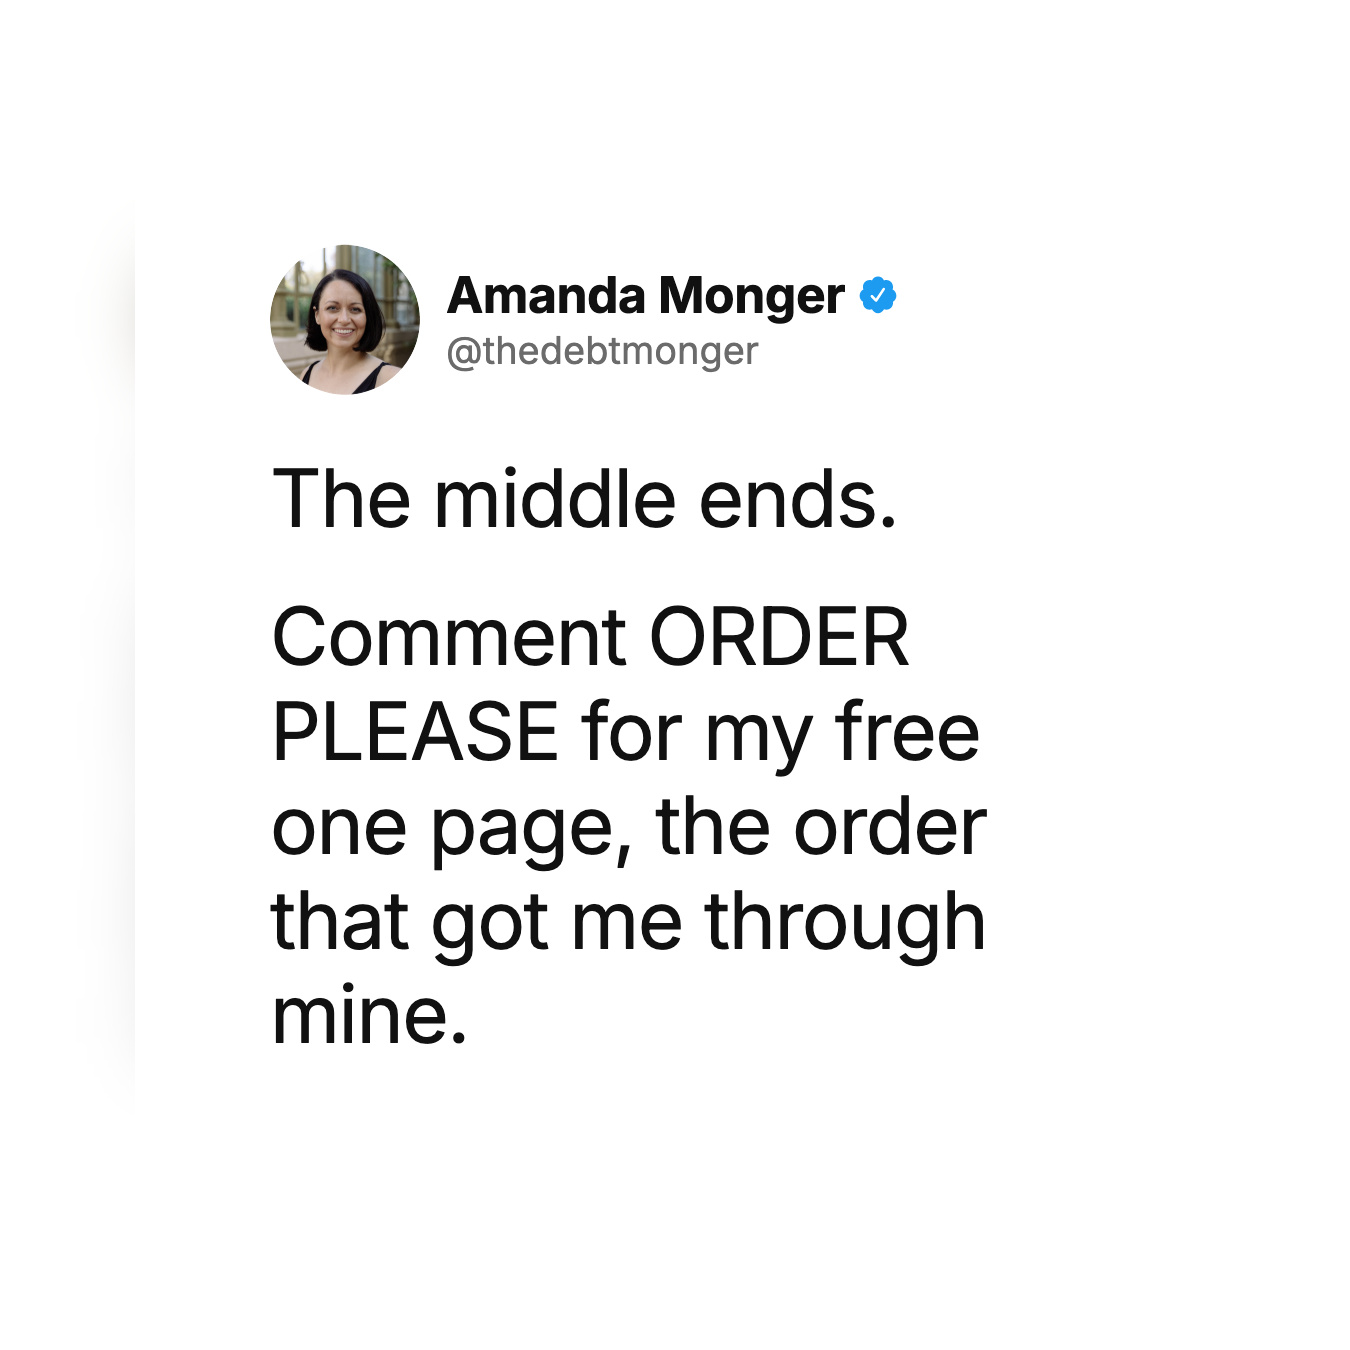 Amanda Monger
@thedebtmonger
The middle ends.
Comment ORDER
PLEASE for my free
one page, the order
that got me through
mine.